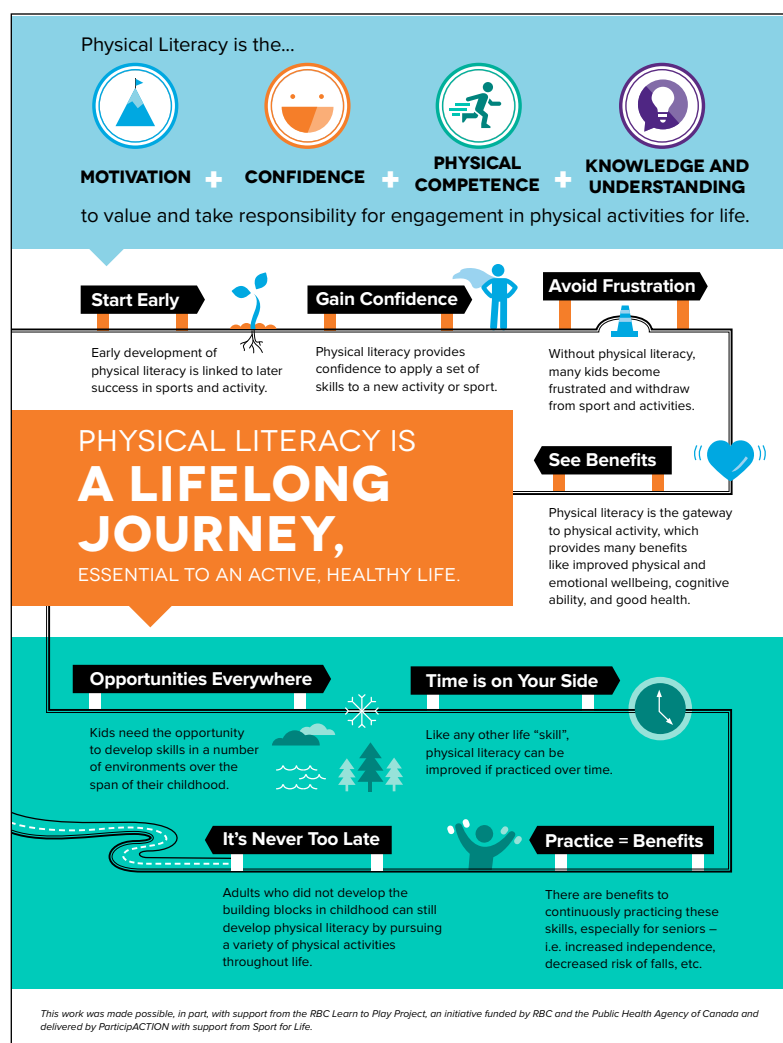 Physical Literacy is the...
MOTIVATION + CONFIDENCE + PHYSICAL COMPETENCE + KNOWLEDGE AND UNDERSTANDING
to value and take responsibility for engagement in physical activities for life.
Start Early
Early development of
physical literacy is linked to later
success in sports and activity.
Gain Confidence
Physical literacy provides
confidence to apply a set of
skills to a new activity or sport.
Avoid Frustration
Without physical literacy,
many kids become
frustrated and withdraw
from sport and activities.
See Benefits
Physical literacy is the gateway
to physical activity, which
provides many benefits
like improved physical and
emotional wellbeing, cognitive
ability, and good health.
PHYSICAL LITERACY IS
A LIFELONG
JOURNEY,
ESSENTIAL TO AN ACTIVE, HEALTHY LIFE.
Opportunities Everywhere
Kids need the opportunity
to develop skills in a number
of environments over the
span of their childhood.
Time is on Your Side
Like any other life “skill”,
physical literacy can be
improved if practiced over time.
Practice = Benefits
There are benefits to
continuously practicing these
skills, especially for seniors –
i.e. increased independence,
decreased risk of falls, etc.
It’s Never Too Late
Adults who did not develop the
building blocks in childhood can still
develop physical literacy by pursuing
a variety of physical activities
throughout life.
This work was made possible, in part, with support from the RBC Learn to Play Project, an initiative funded by RBC and the Public Health Agency of Canada and
delivered by ParticipACTION with support from Sport for Life.